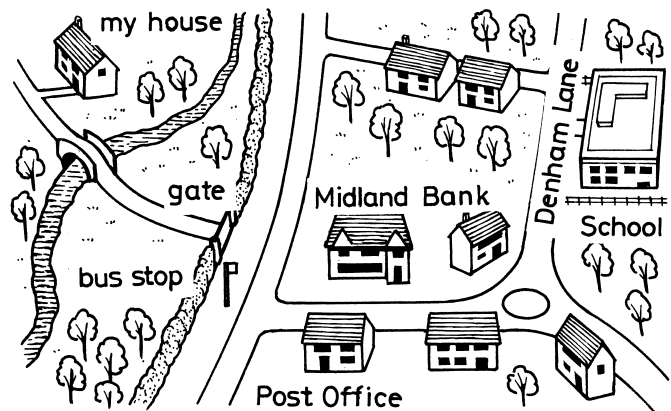 my house
Denham Lane
gate
Midland Bank
School
bus stop
Post Office